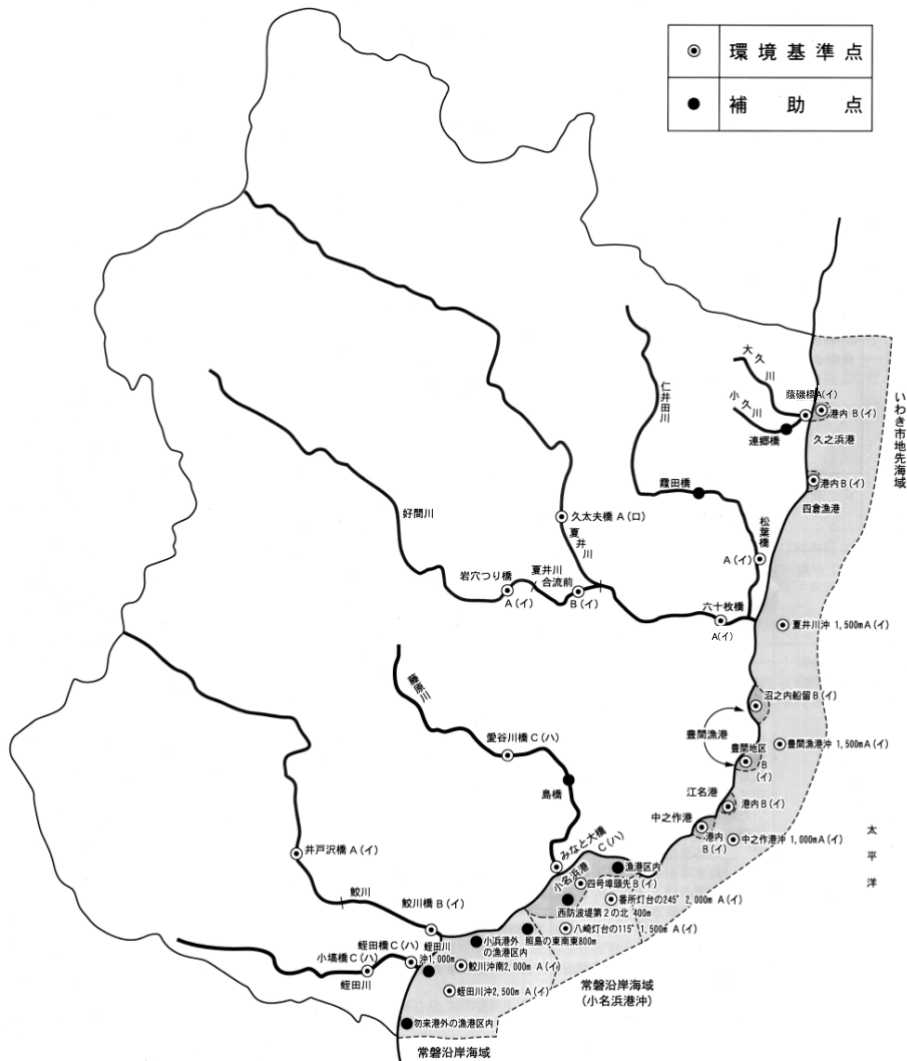 環境基準点
補助点
大久川
小久川
蔭磯橋A(イ)
港内 B(イ)
連郷橋
久之浜港
いわき市地先海域
仁井田川
港内B(イ)
四倉漁港
霞田橋
好間川
久太夫橋 A(ロ)
夏井川
松葉橋
A(イ)
岩穴つり橋
A(イ)
夏井川
合流前
B(イ)
六十枚橋
A(イ)
夏井川沖 1,500mA(イ)
藤原川
沼之内船留B(イ)
豊間漁港
愛谷川橋 C(ハ)
豊間地区
B
(イ)
豊間漁港沖 1,500mA(イ)
島橋
江名港
港内B(イ)
中之作港
港内
B(イ)
中之作港沖 1,000mA(イ)
太平洋
井戸沢橋 A(イ)
みなと大橋
C(ハ)
小名浜港
漁港区内
四号埠頭先B(イ)
鮫川
番所灯台の245° 2,000m A(イ)
西防波堤第2の北 400m
鮫川橋 B(イ)
八崎灯台の115° 1,500m A(イ)
蛭田橋C(ハ)
蛭田川
沖1,000m
小浜港外
の漁港区内
照島の東南東800m
小塙橋C(ハ)
蛭田川
鮫川沖南2,000m A(イ)
蛭田川沖2,500m A(イ)
常磐沿岸海域
(小名浜港沖)
勿来港外の漁港区内
常磐沿岸海域